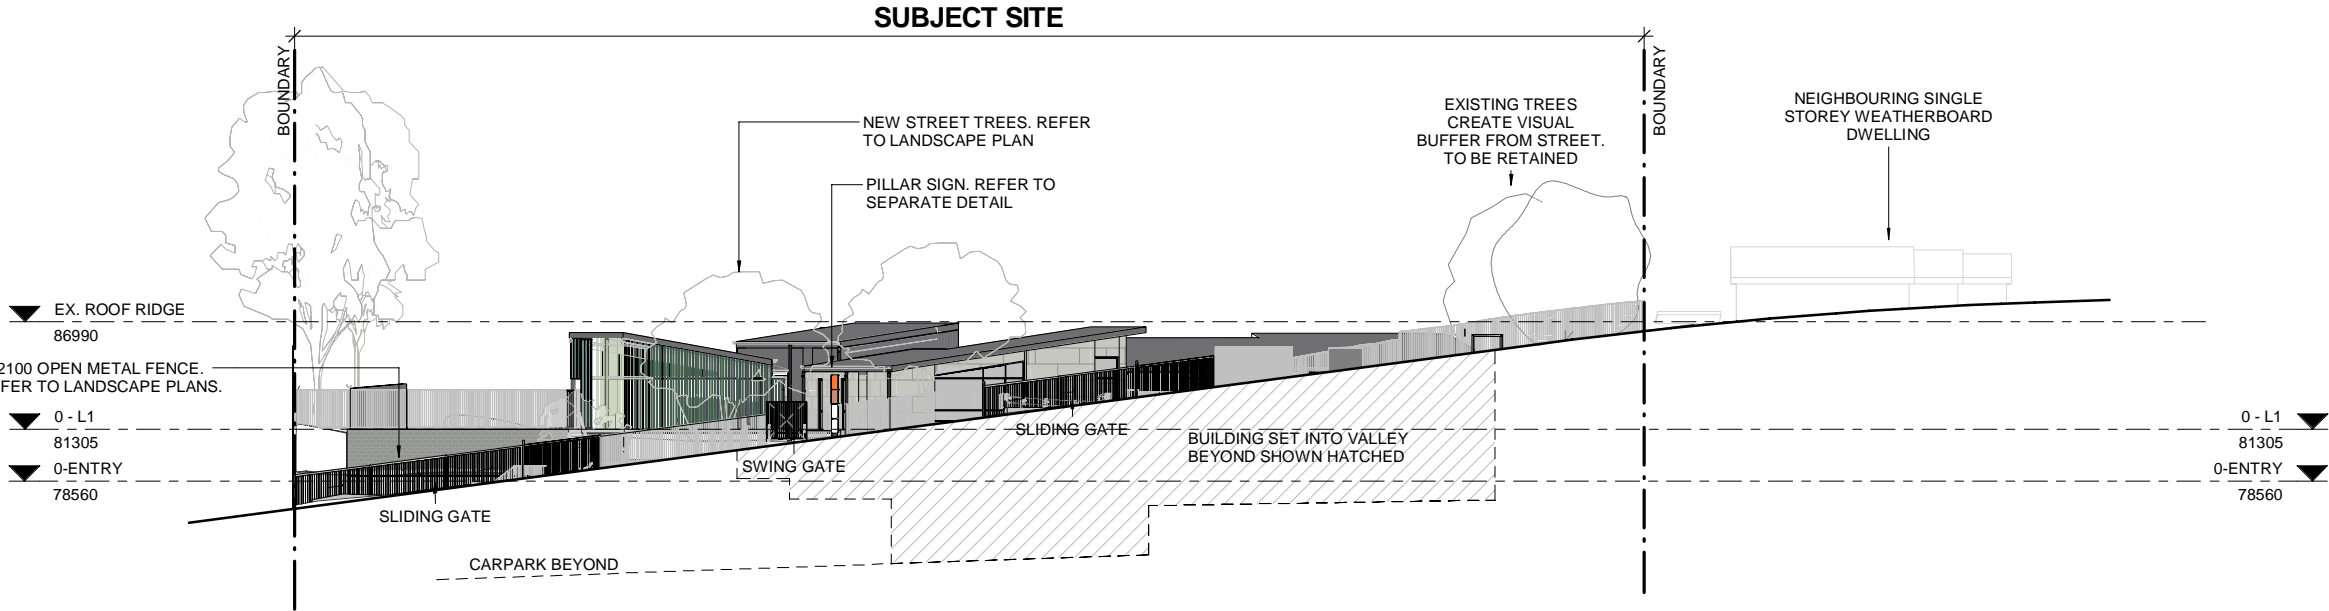 SUBJECT SITE
BOUNDARY
BOUNDARY
NEW STREET TREES. REFER
TO LANDSCAPE PLAN
PILLAR SIGN. REFER TO
SEPARATE DETAIL
EXISTING TREES
CREATE VISUAL
BUFFER FROM STREET.
TO BE RETAINED
NEIGHBOURING SINGLE
STOREY WEATHERBOARD
DWELLING
EX. ROOF RIDGE
86990
2100 OPEN METAL FENCE.
FER TO LANDSCAPE PLANS.
0 - L1
81305
0-ENTRY
78560
SLIDING GATE
SWING GATE
SLIDING GATE
BUILDING SET INTO VALLEY
BEYOND SHOWN HATCHED
CARPARK BEYOND
0 - L1
81305
0-ENTRY
78560